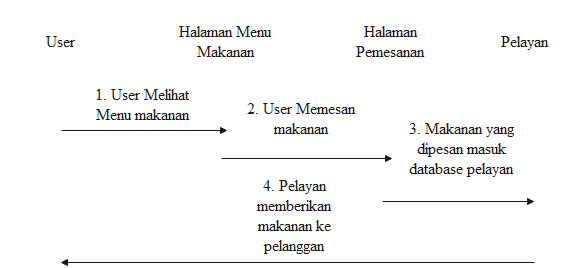 User
Halaman Menu
Makanan
Halaman
Pemesanan
Pelayan
1. User Melihat
Menu makanan
2. User Memesan
makanan
3. Makanan yang
dipesan masuk
database pelayan
4. Pelayan
memberikan
makanan ke
pelanggan